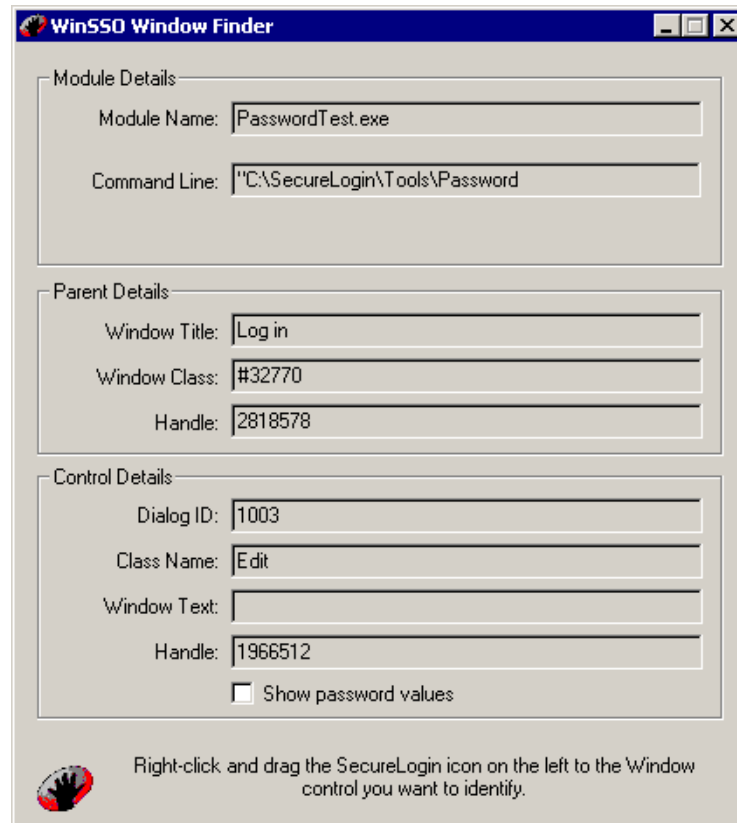 WinSSO Window Finder
Module Details
Module Name: PasswordTest.exe
Command Line: "C:\SecureLogin\Tools\Password
Parent Details
Window Title: Log in
Window Class: #32770
Handle: 2818578
Control Details
Dialog ID: 1003
Class Name: Edit
Window Text:
Handle: 1966512
Show password values
Right-click and drag the SecureLogin icon on the left to the Window
control you want to identify.